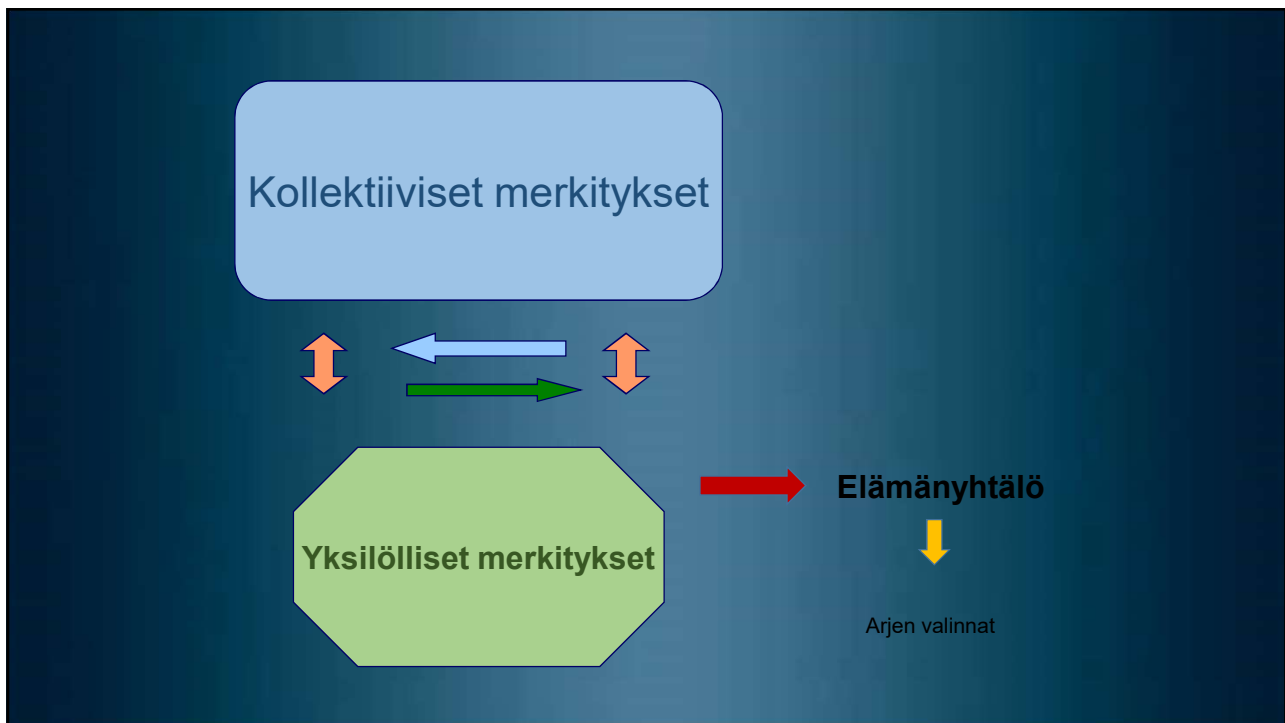 Kollektiiviset merkitykset
Yksilölliset merkitykset
Elämänyhtälö
Arjen valinnat